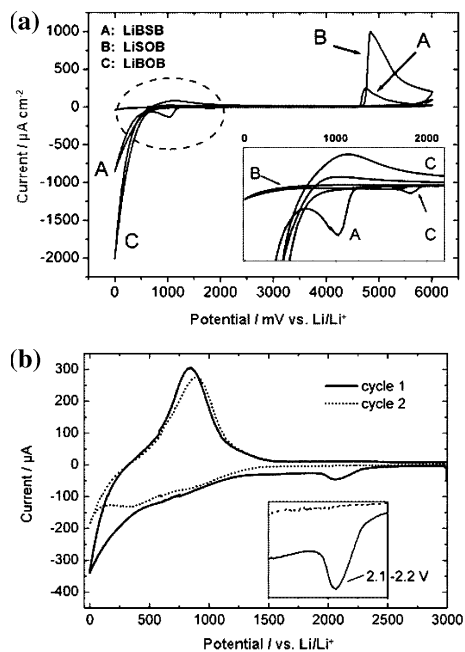 (a)
A: LiBSB
B: LiSOB
C: LiBOB
B
A
1000
500
0
-500
-1000
-1500
-2000
Current / µA cm-2
A
C
0
1000
2000
B
C
A
C
0
1000
2000
3000
4000
5000
6000
Potential / mV vs. Li/Li+
(b)
300
200
100
0
-100
-200
-300
-400
Current / µA
cycle 1
cycle 2
2.1-2.2 V
0
500
1000
1500
2000
2500
3000
Potential / vs. Li/Li+